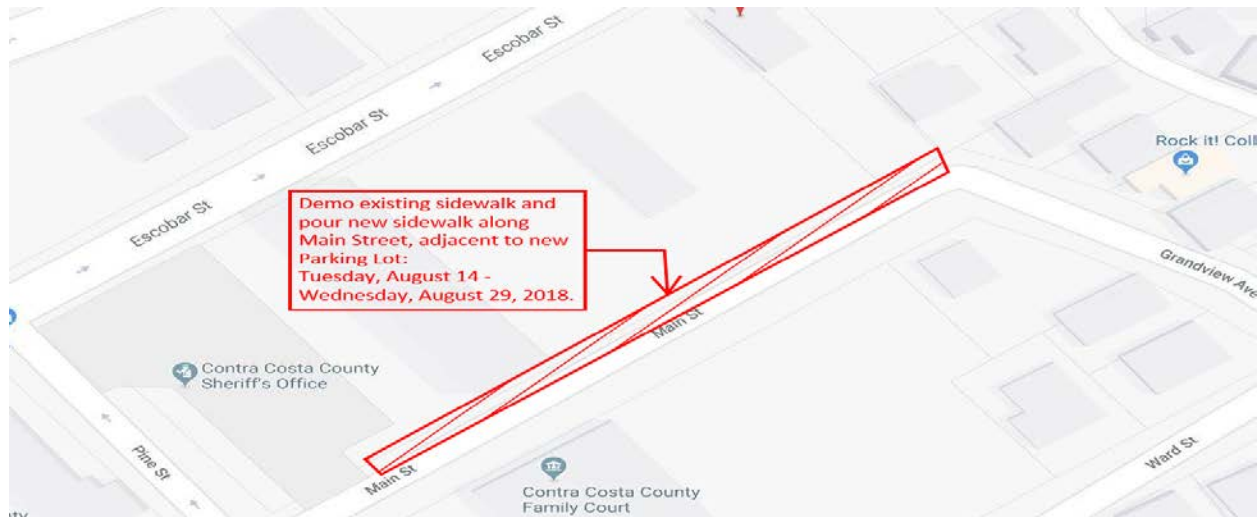 Escobar St
Escobar St
Escobar St
Rock it! Coll
Demo existing sidewalk and
pour new sidewalk along
Main Street, adjacent to new
Parking Lot:
Tuesday, August 14 -
Wednesday, August 29, 2018.
Grandview Ave
Main St
Contra Costa County
Sheriff's Office
Pine St
Main St
Ward St
Contra Costa County
Family Court